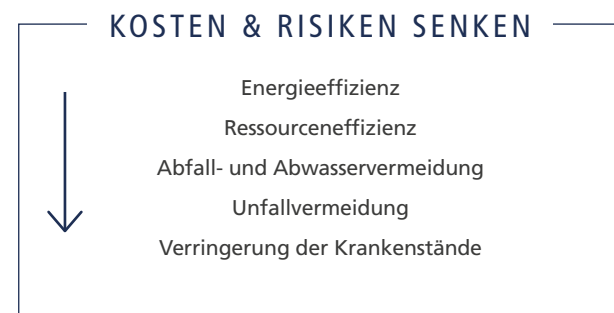 KOSTEN & RISIKEN SENKEN
Energieeffizienz
Ressourceneffizienz
Abfall- und Abwasservermeidung
Unfallvermeidung
Verringerung der Krankenstände